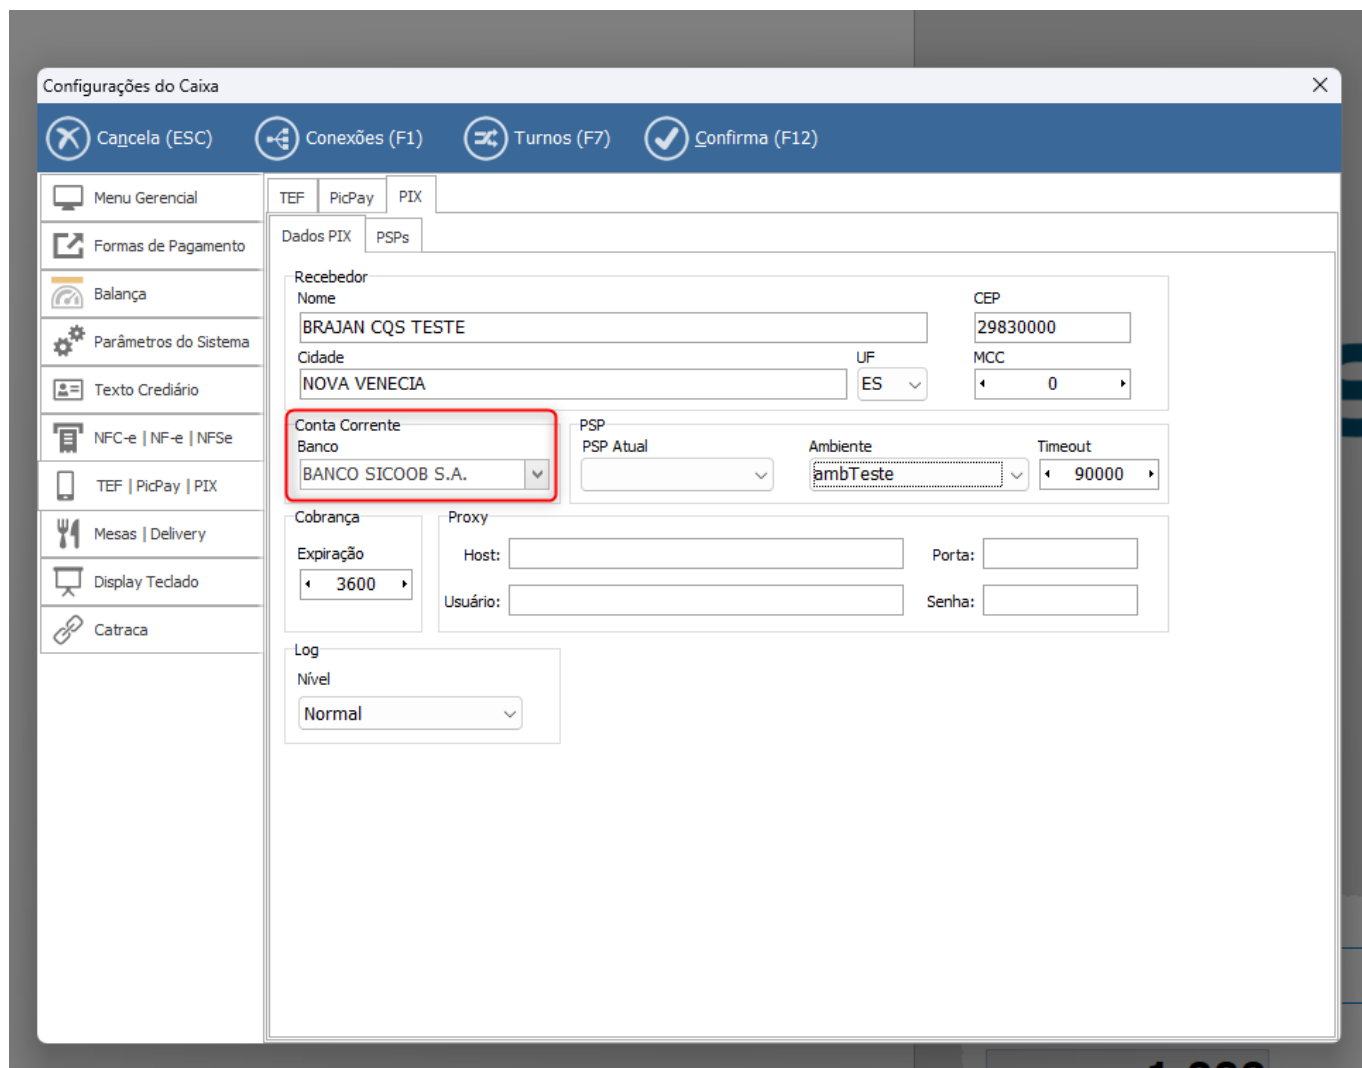 Configurações do Caixa
Cancela (ESC) Conexões (F1) Turnos (F7) Confirma (F12)
Menu Gerencial
Formas de Pagamento
Balança
Parâmetros do Sistema
Texto Crediário
NFC-e | NF-e | NFSe
TEF | PicPay | PIX
Mesas | Delivery
Display Teclado
Catraca
TEF PicPay PIX
Dados PIX PSPs
Recebedor
Nome CEP
BRAJAN CQS TESTE 29830000
Cidade UF MCC
NOVA VENECIA ES 0
Conta Corrente PSP
Banco PSP Atual Ambiente Timeout
BANCO SICOOB S.A. ambTeste 90000
Cobrança Proxy
Expiração Host: Porta:
3600
Usuário: Senha:
Log
Nível
Normal